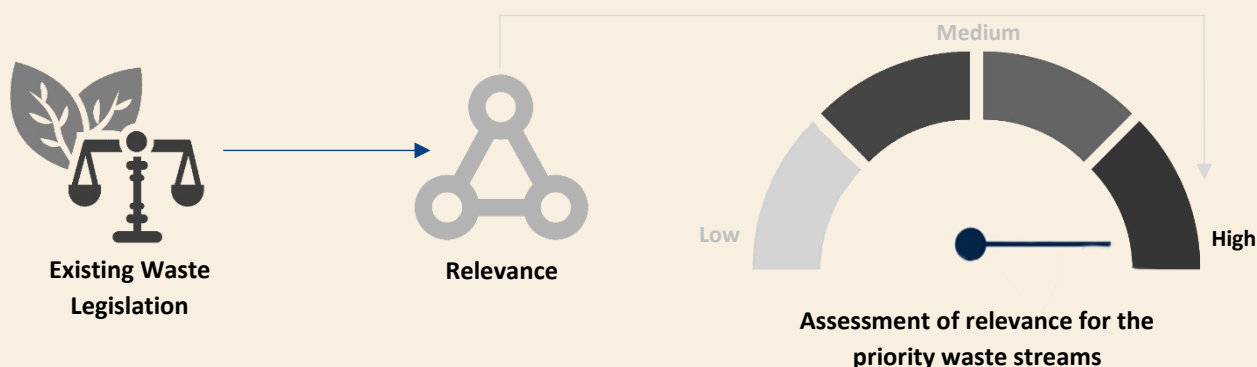 Medium
Low
High
Existing Waste
Legislation
Relevance
Assessment of relevance for the
priority waste streams